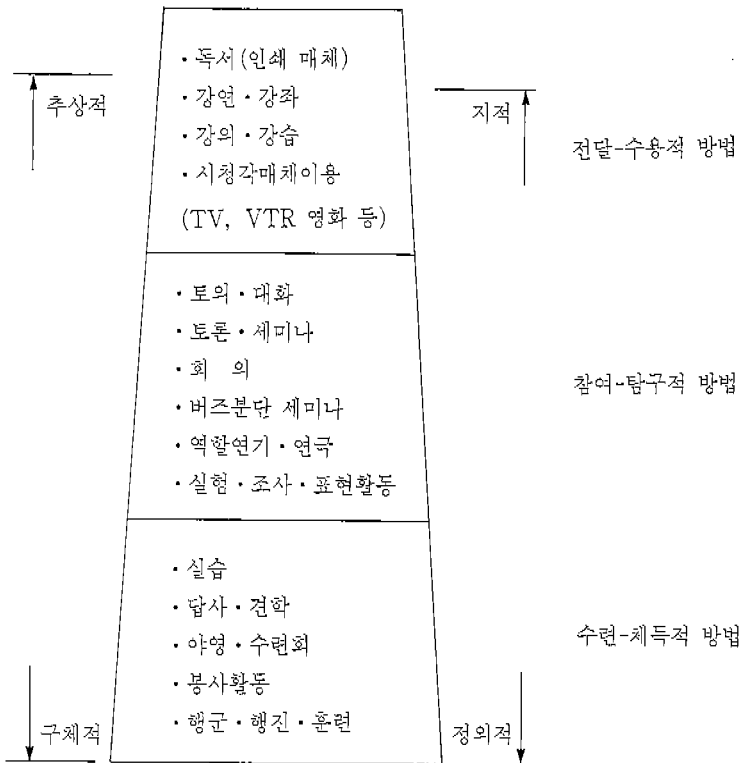 · 독서(인쇄 매체)
추상적
· 강연 · 강좌
지적
· 강의 · 강습
전달-수용적 방법
· 시청각매체이용
(TV, VTR 영화 등)
· 토의 · 대화
· 토론 · 세미나
· 회 의
참여-탐구적 방법
· 버즈분단 세미나
· 역할연기 · 연극
· 실험 · 조사 · 표현활동
· 실습
· 답사 · 견학
· 야영 · 수련회
수련-체득적 방법
· 봉사활동
구체적
· 행군 · 행진 · 훈련
정의적